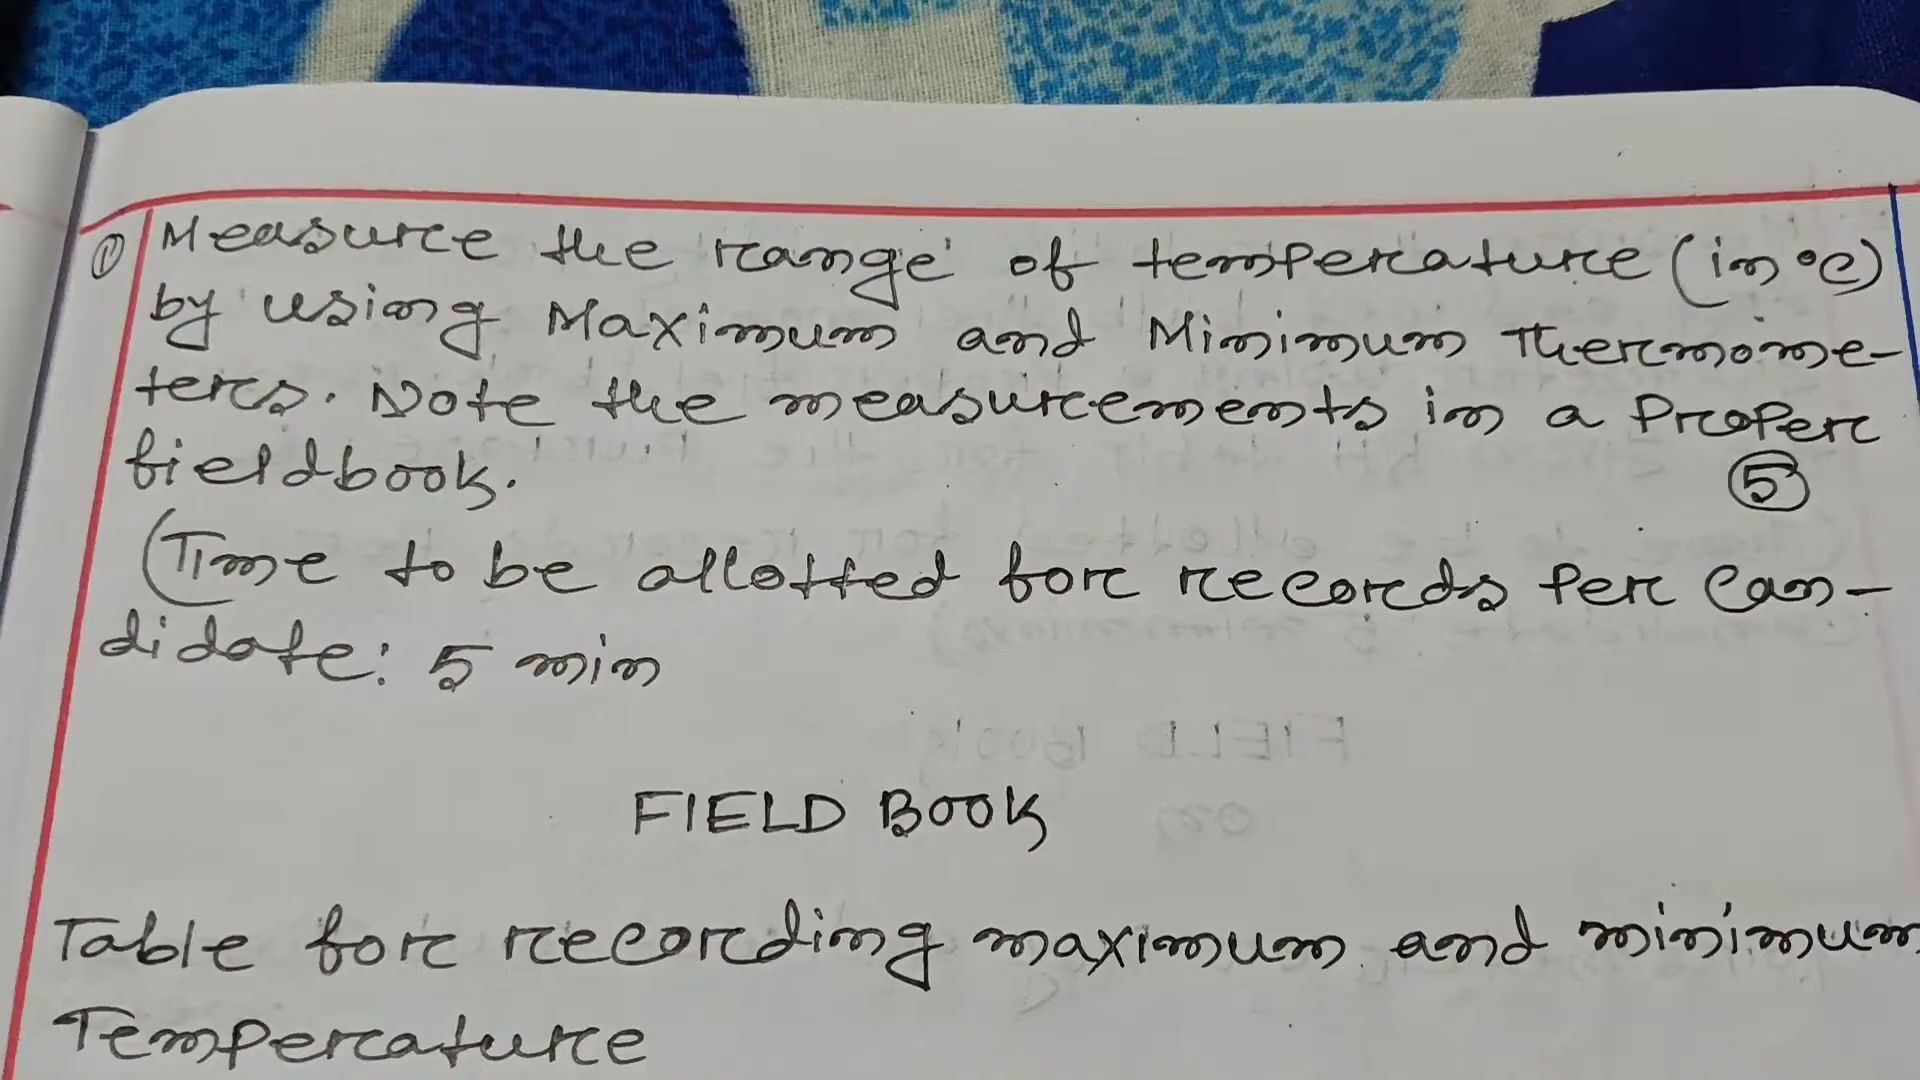 ① Measure the range of temperature (in °C)
by using Maximum and Minimum Thermome-
ters. Note the measurements in a Proper
fieldbook.
⑤
(Time to be allotted for records Per Can-
didate: 5 min
FIELD BOOK
Table for recording maximum and minimum
Temperature